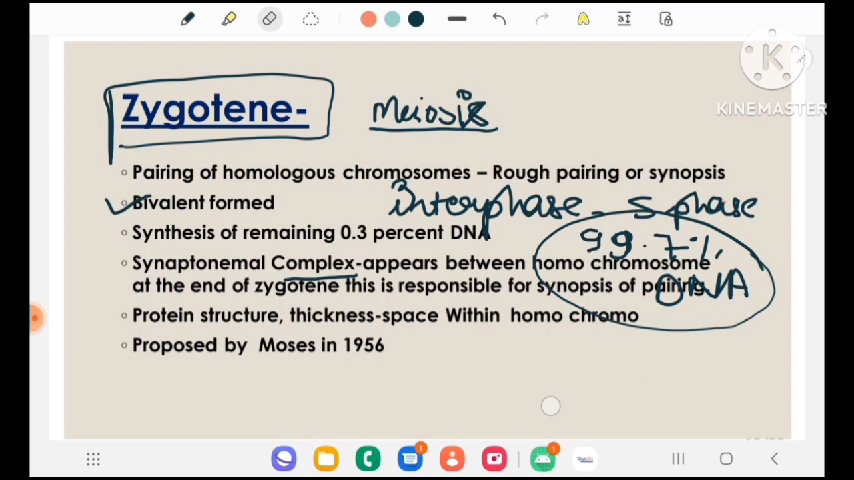 KINEMASTER
Zygotene-
Meiosis
Pairing of homologous chromosomes – Rough pairing or synopsis
Bivalent formed
interphase - S phase
Synthesis of remaining 0.3 percent DNA
99.7%
DNA
Synaptonemal Complex-appears between homo chromosome
at the end of zygotene this is responsible for synopsis of pairing.
Protein structure, thickness-space Within homo chromo
Proposed by Moses in 1956